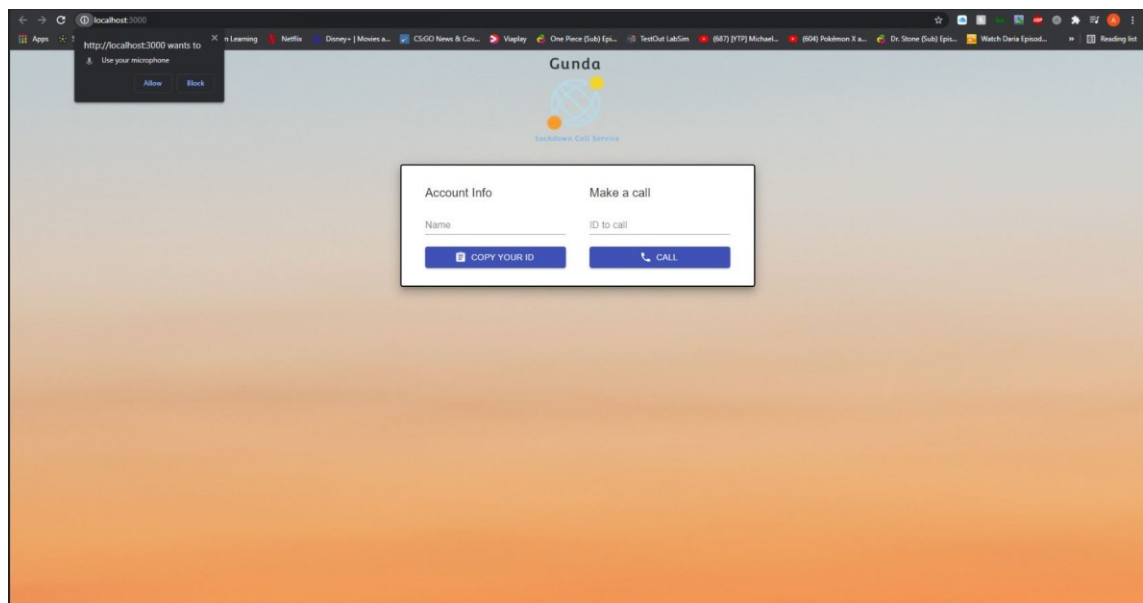 localhost:3000
Apps
n Learning
Netflix
Disney+ | Movies a...
CS:GO News & Cov...
Viaplay
One Piece (Sub) Epi...
TestOut LabSim
(687) [YTP] Michael...
(604) Pokémon X a...
Dr. Stone (Sub) Epis...
Watch Daria Episod...
»
Reading list
http://localhost:3000 wants to
Use your microphone
Allow Block
Gunda
Lockdown Call Service
Account Info Make a call
Name ID to call
COPY YOUR ID CALL